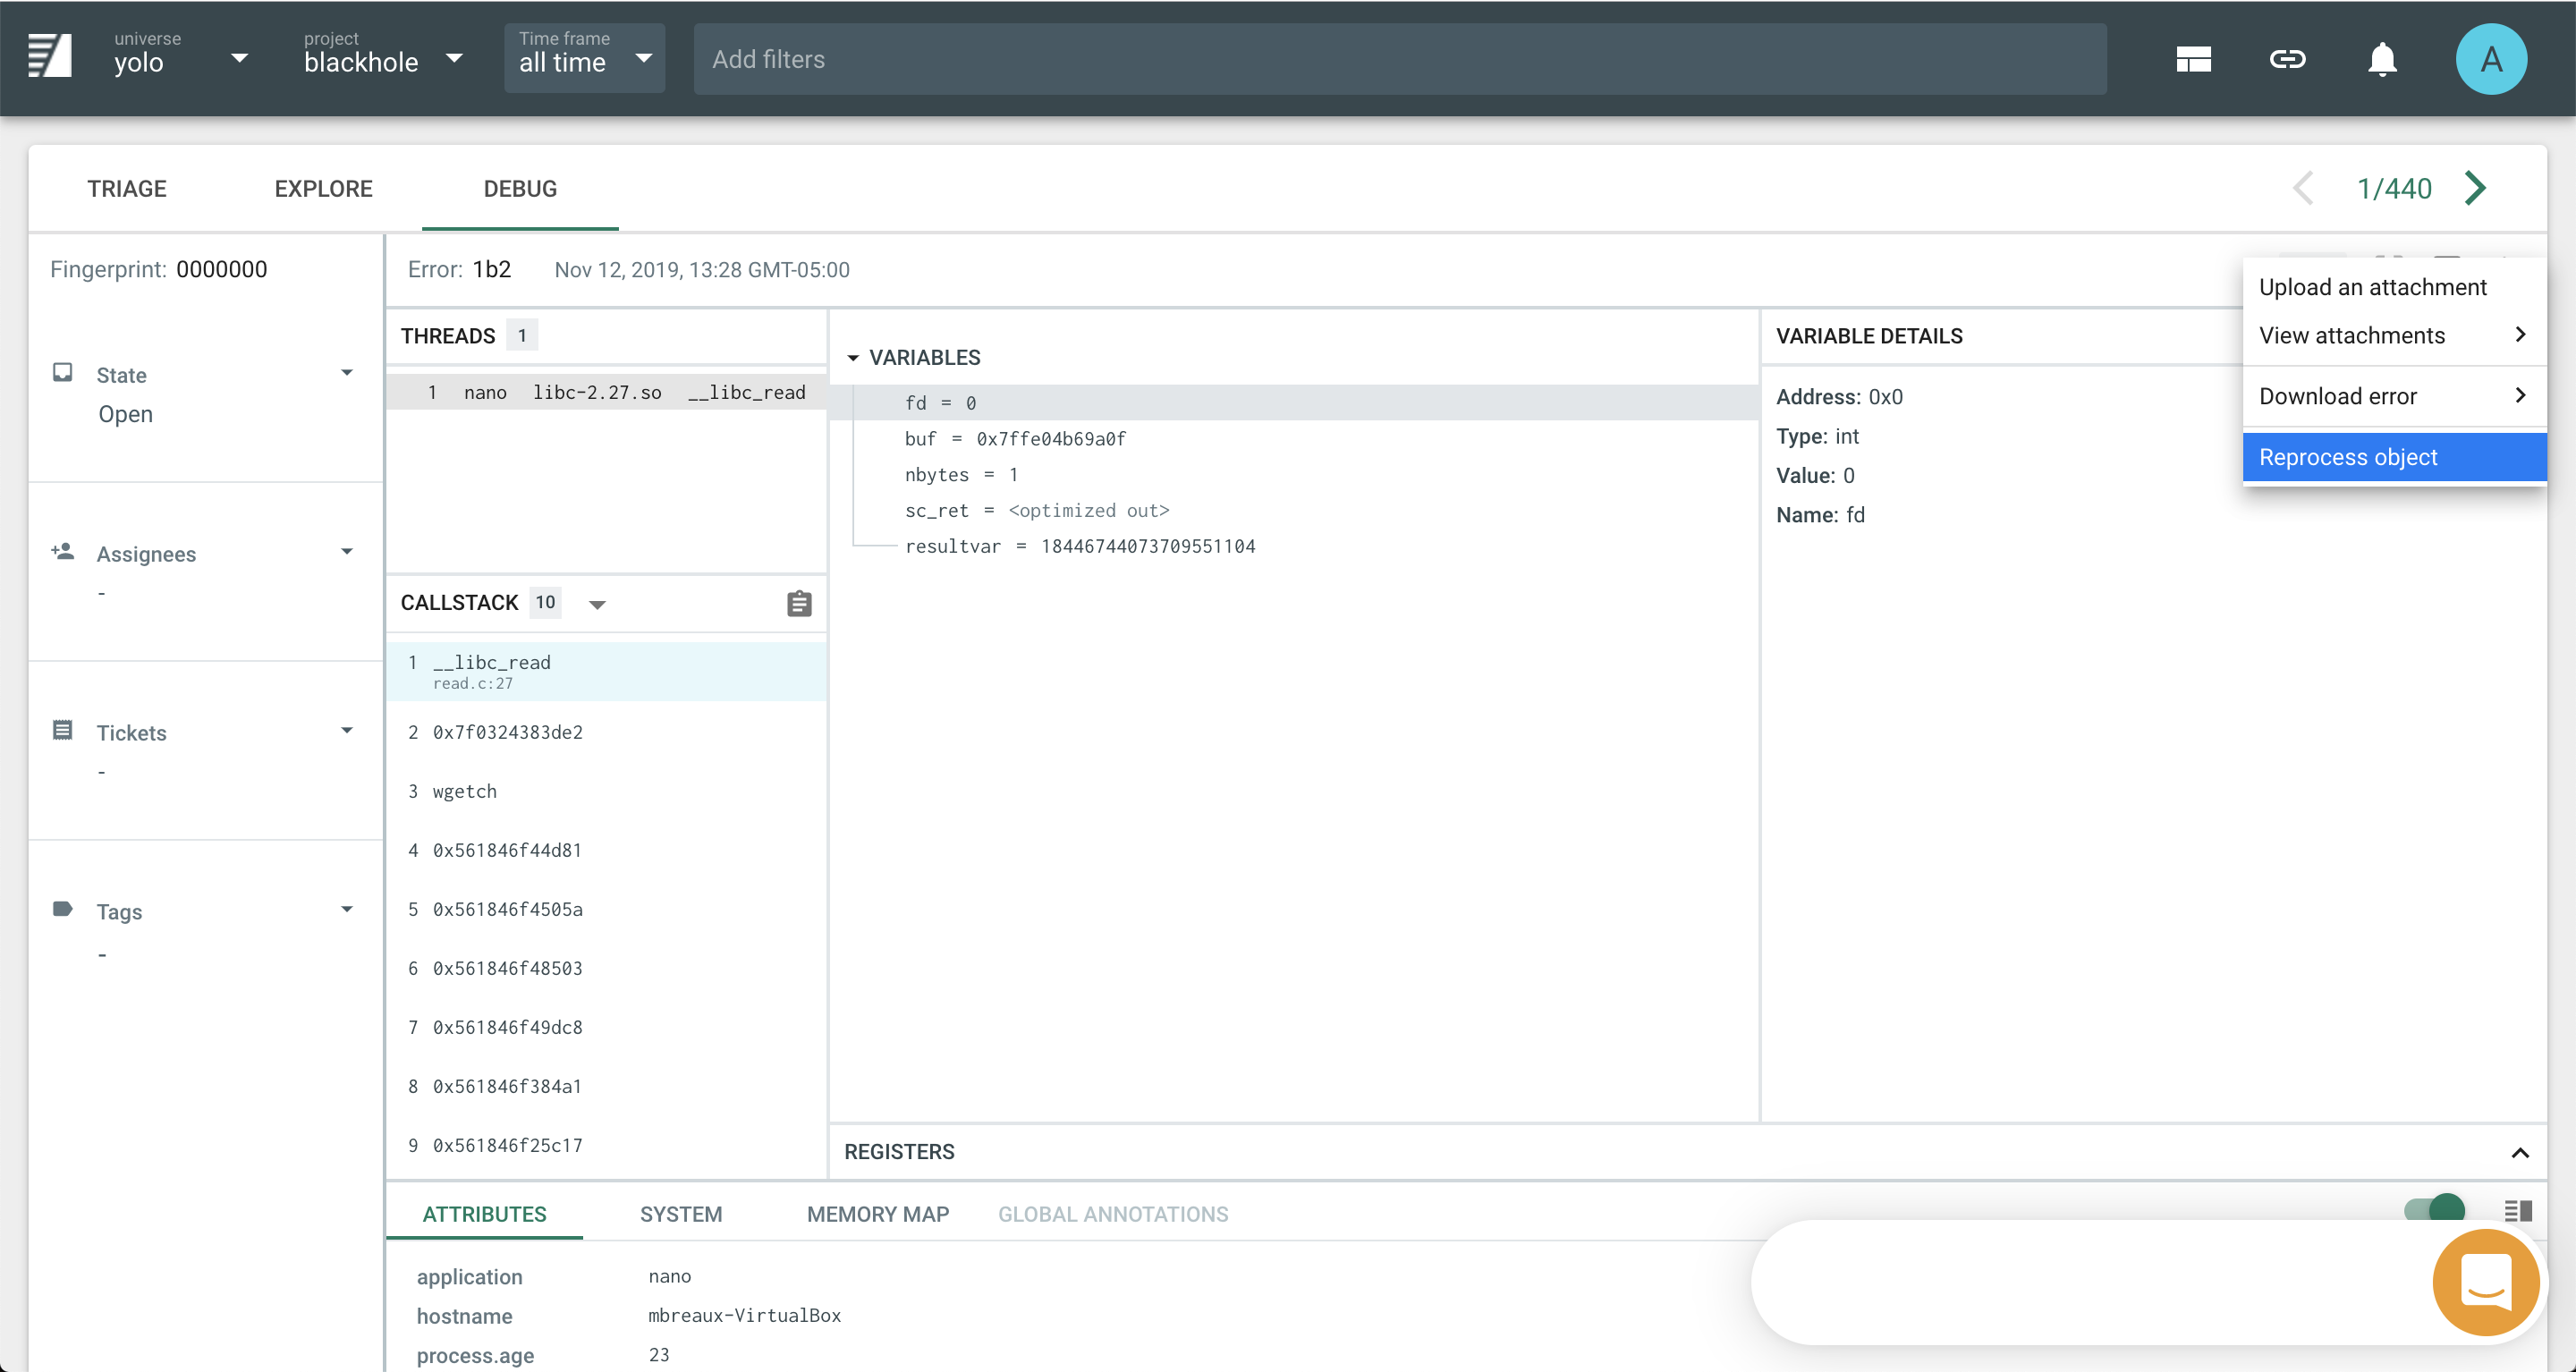 universe
yolo
project
blackhole
Time frame
all time
Add filters
A
TRIAGE
EXPLORE
DEBUG
1/440
Fingerprint: 0000000
Error: 1b2
Nov 12, 2019, 13:28 GMT-05:00
Upload an attachment
View attachments
Download error
Reprocess object
State
Open
Assignees
-
Tickets
-
Tags
-
THREADS 1
1 nano libc-2.27.so __libc_read
CALLSTACK 10
1 __libc_read
read.c:27
2 0x7f0324383de2
3 wgetch
4 0x561846f44d81
5 0x561846f4505a
6 0x561846f48503
7 0x561846f49dc8
8 0x561846f384a1
9 0x561846f25c17
VARIABLES
fd = 0
buf = 0x7ffe04b69a0f
nbytes = 1
sc_ret = <optimized out>
resultvar = 18446744073709551104
VARIABLE DETAILS
Address: 0x0
Type: int
Value: 0
Name: fd
REGISTERS
ATTRIBUTES
SYSTEM
MEMORY MAP
GLOBAL ANNOTATIONS
application nano
hostname mbreaux-VirtualBox
process.age 23